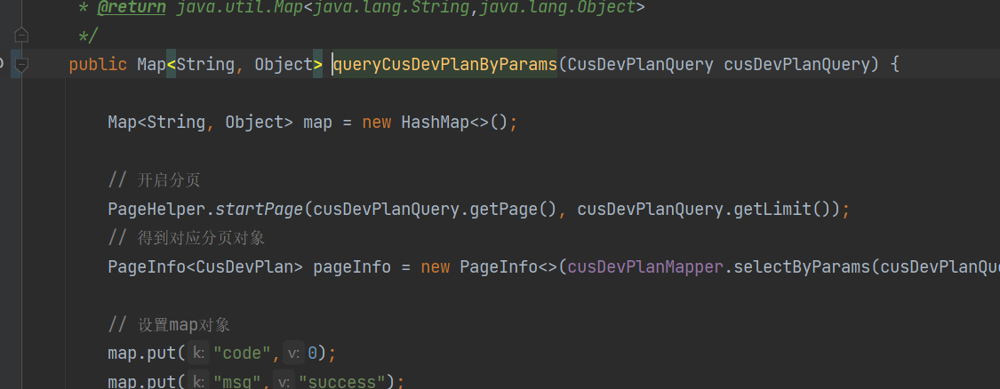 * @return java.util.Map<java.lang.String,java.lang.Object>
*/
public Map<String, Object> queryCusDevPlanByParams(CusDevPlanQuery cusDevPlanQuery) {
Map<String, Object> map = new HashMap<>();
// 开启分页
PageHelper.startPage(cusDevPlanQuery.getPage(), cusDevPlanQuery.getLimit());
// 得到对应分页对象
PageInfo<CusDevPlan> pageInfo = new PageInfo<>(cusDevPlanMapper.selectByParams(cusDevPlanQue
// 设置map对象
map.put( k: "code", v: 0);
map.put( k: "msg", v: "success");